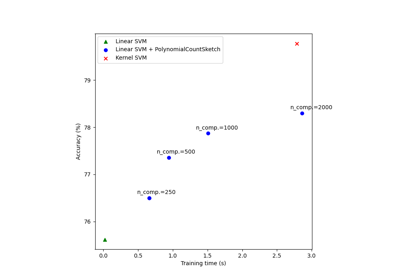 Linear SVM
Linear SVM + PolynomialCountSketch
Kernel SVM
79
n_comp.=2000
78
n_comp.=1000
n_comp.=500
77
n_comp.=250
76
Accuracy (%)
0.0 0.5 1.0 1.5 2.0 2.5 3.0
Training time (s)